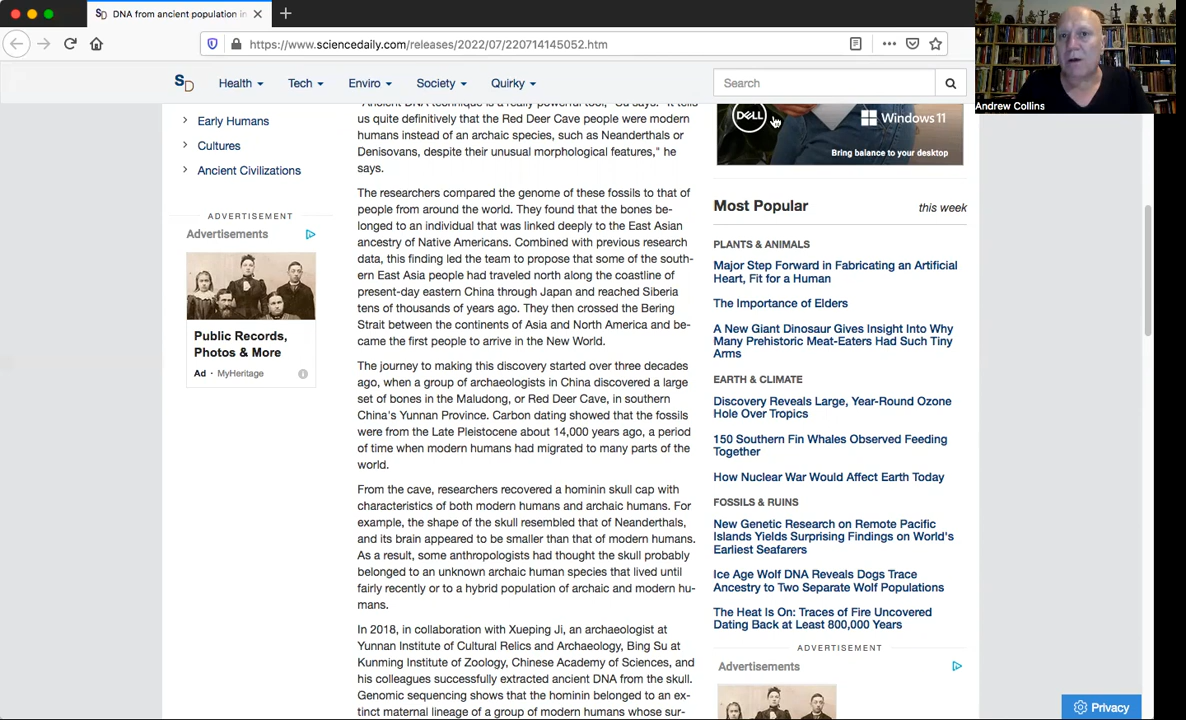 DNA from ancient population in
https://www.sciencedaily.com/releases/2022/07/220714145052.htm
Andrew Collins
SD
Health
Tech
Enviro
Society
Quirky
Search
Early Humans
Cultures
Ancient Civilizations
ADVERTISEMENT
Advertisements
Public Records,
Photos & More
Ad · MyHeritage
"Ancient DNA technique is a really powerful tool," Su says. "It tells
us quite definitively that the Red Deer Cave people were modern
humans instead of an archaic species, such as Neanderthals or
Denisovans, despite their unusual morphological features," he
says.
The researchers compared the genome of these fossils to that of
people from around the world. They found that the bones be-
longed to an individual that was linked deeply to the East Asian
ancestry of Native Americans. Combined with previous research
data, this finding led the team to propose that some of the south-
ern East Asia people had traveled north along the coastline of
present-day eastern China through Japan and reached Siberia
tens of thousands of years ago. They then crossed the Bering
Strait between the continents of Asia and North America and be-
came the first people to arrive in the New World.
The journey to making this discovery started over three decades
ago, when a group of archaeologists in China discovered a large
set of bones in the Maludong, or Red Deer Cave, in southern
China's Yunnan Province. Carbon dating showed that the fossils
were from the Late Pleistocene about 14,000 years ago, a period
of time when modern humans had migrated to many parts of the
world.
From the cave, researchers recovered a hominin skull cap with
characteristics of both modern humans and archaic humans. For
example, the shape of the skull resembled that of Neanderthals,
and its brain appeared to be smaller than that of modern humans.
As a result, some anthropologists had thought the skull probably
belonged to an unknown archaic human species that lived until
fairly recently or to a hybrid population of archaic and modern hu-
mans.
In 2018, in collaboration with Xueping Ji, an archaeologist at
Yunnan Institute of Cultural Relics and Archaeology, Bing Su at
Kunming Institute of Zoology, Chinese Academy of Sciences, and
his colleagues successfully extracted ancient DNA from the skull.
Genomic sequencing shows that the hominin belonged to an ex-
tinct maternal lineage of a group of modern humans whose sur-
DELL
Windows 11
Bring balance to your desktop
Most Popular
this week
PLANTS & ANIMALS
Major Step Forward in Fabricating an Artificial
Heart, Fit for a Human
The Importance of Elders
A New Giant Dinosaur Gives Insight Into Why
Many Prehistoric Meat-Eaters Had Such Tiny
Arms
EARTH & CLIMATE
Discovery Reveals Large, Year-Round Ozone
Hole Over Tropics
150 Southern Fin Whales Observed Feeding
Together
How Nuclear War Would Affect Earth Today
FOSSILS & RUINS
New Genetic Research on Remote Pacific
Islands Yields Surprising Findings on World's
Earliest Seafarers
Ice Age Wolf DNA Reveals Dogs Trace
Ancestry to Two Separate Wolf Populations
The Heat Is On: Traces of Fire Uncovered
Dating Back at Least 800,000 Years
ADVERTISEMENT
Advertisements
Privacy